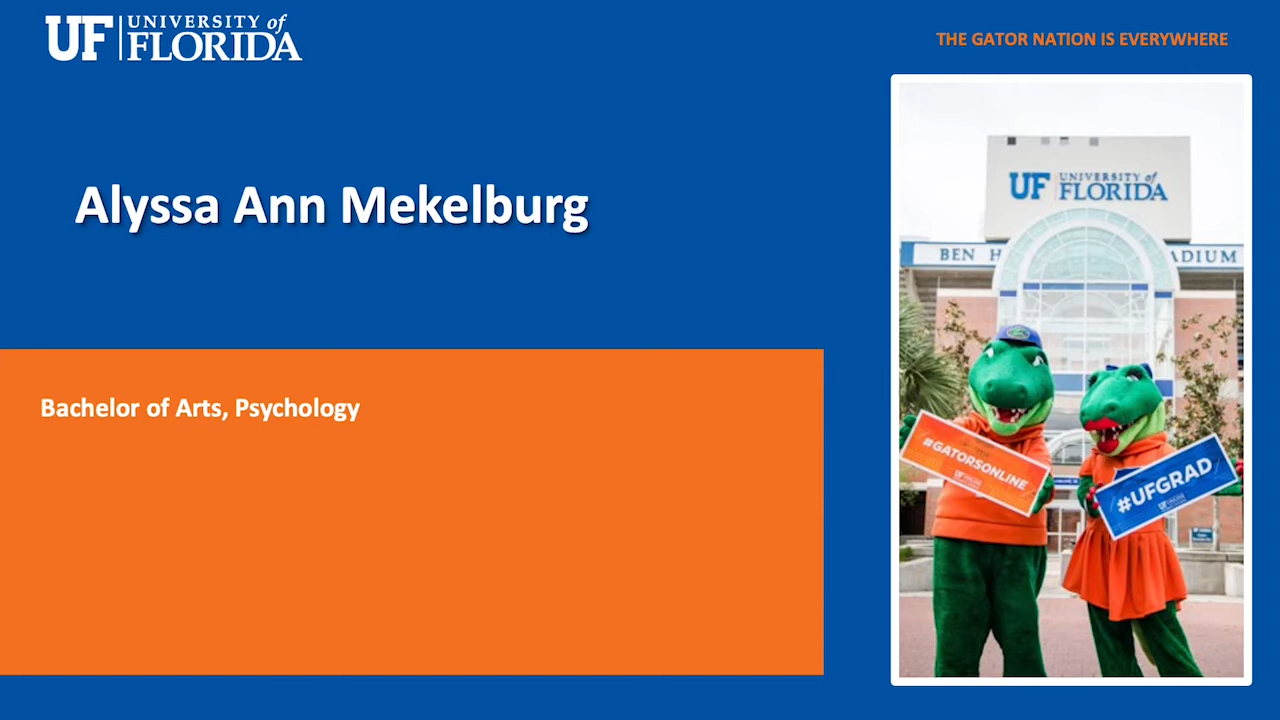 UF UNIVERSITY of
FLORIDA
THE GATOR NATION IS EVERYWHERE
Alyssa Ann Mekelburg
Bachelor of Arts, Psychology
UF UNIVERSITY of
FLORIDA
BEN H
ADIUM
#GATORSONLINE
#UFGRAD